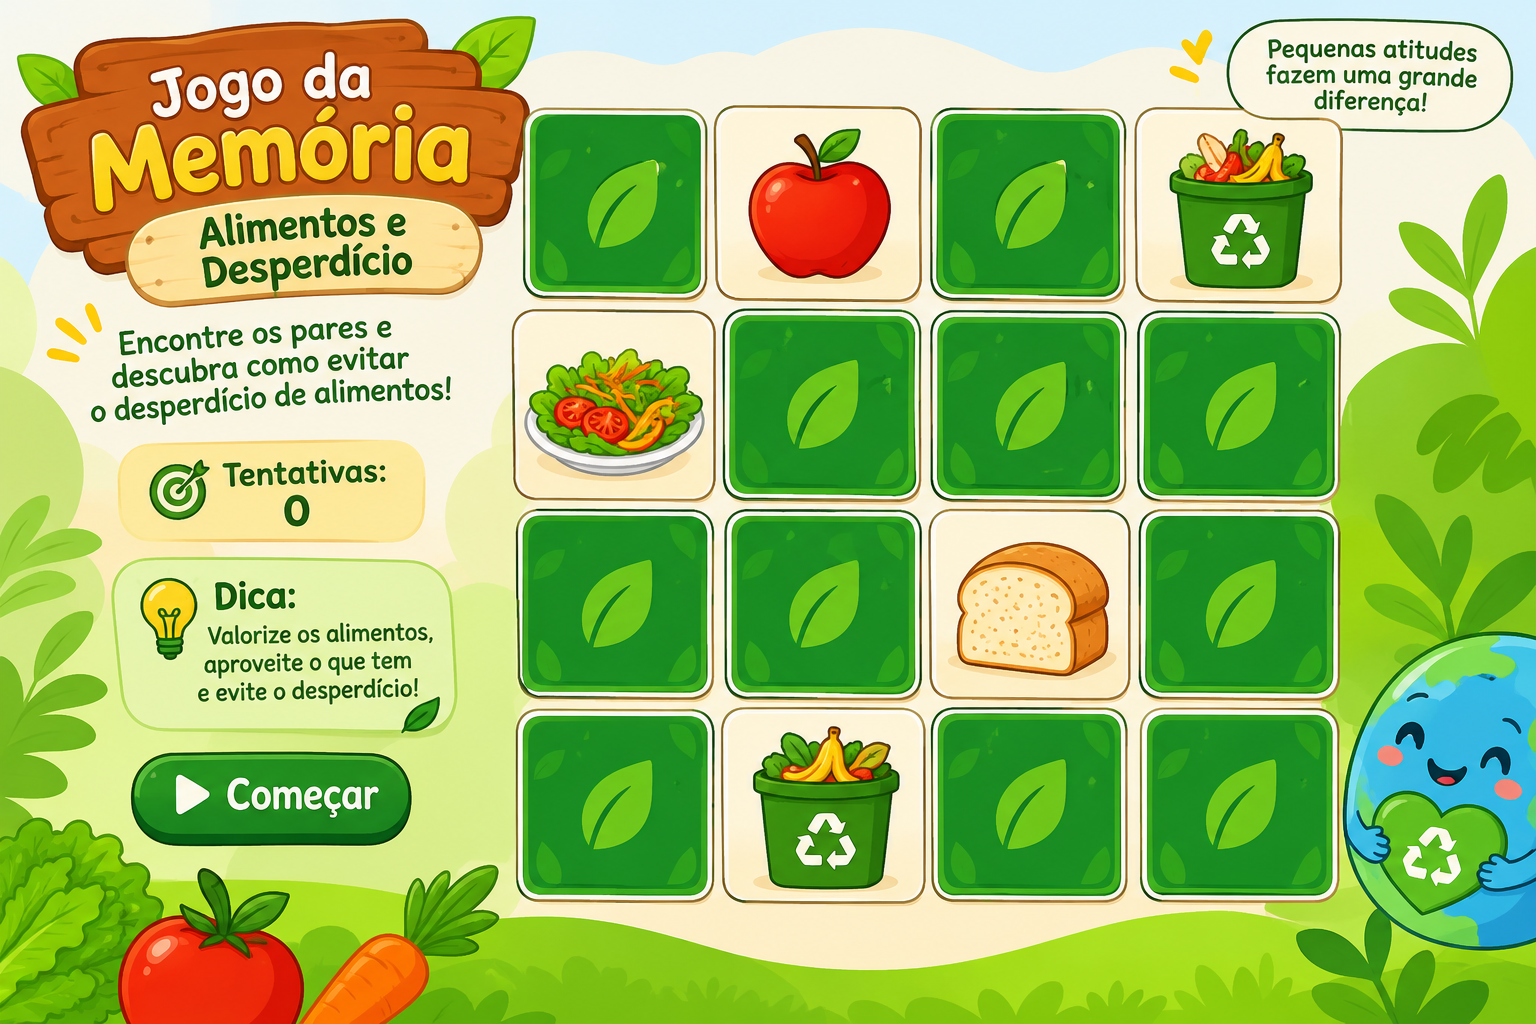 Jogo da
Memória
Alimentos e
Desperdício
Encontre os pares e
descubra como evitar
o desperdício de alimentos!
Tentativas:
0
Dica:
Valorize os alimentos,
aproveite o que tem
e evite o desperdício!
Começar
Pequenas atitudes
fazem uma grande
diferença!